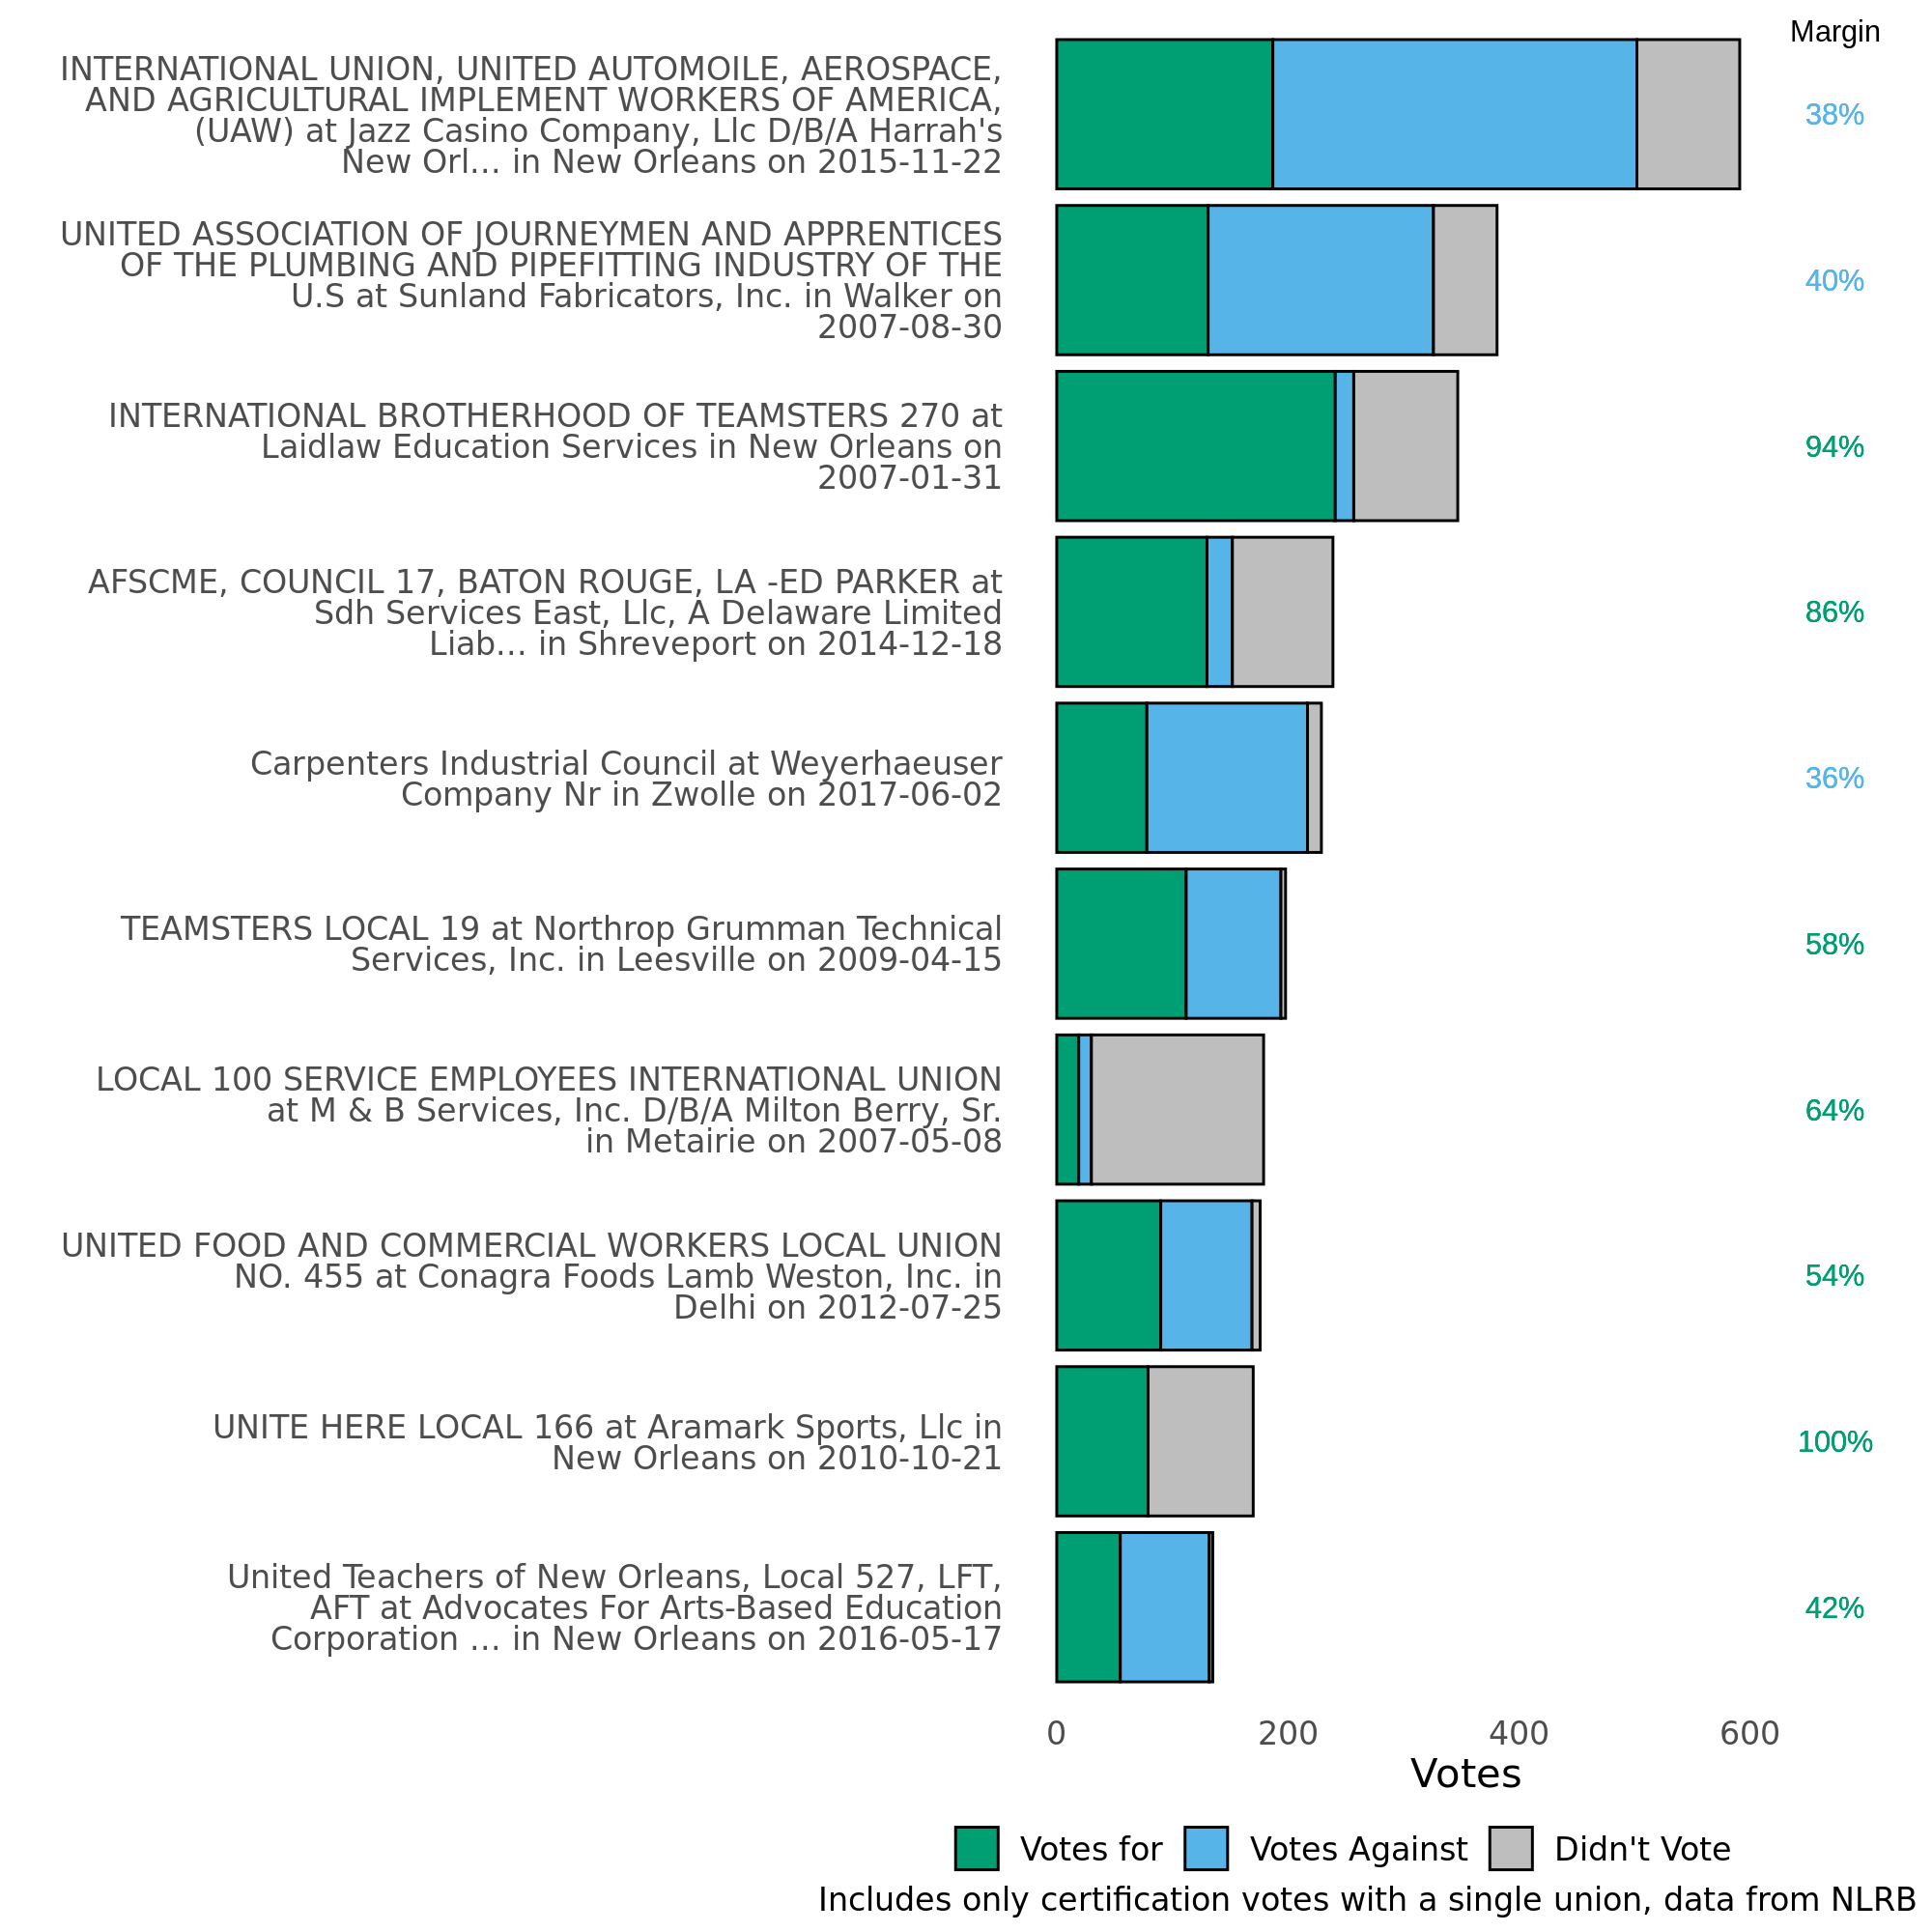 Margin
INTERNATIONAL UNION, UNITED AUTOMOILE, AEROSPACE,
AND AGRICULTURAL IMPLEMENT WORKERS OF AMERICA,
(UAW) at Jazz Casino Company, Llc D/B/A Harrah's
New Orl... in New Orleans on 2015-11-22
38%
UNITED ASSOCIATION OF JOURNEYMEN AND APPRENTICES
OF THE PLUMBING AND PIPEFITTING INDUSTRY OF THE
U.S at Sunland Fabricators, Inc. in Walker on
2007-08-30
40%
INTERNATIONAL BROTHERHOOD OF TEAMSTERS 270 at
Laidlaw Education Services in New Orleans on
2007-01-31
94%
AFSCME, COUNCIL 17, BATON ROUGE, LA -ED PARKER at
Sdh Services East, Llc, A Delaware Limited
Liab... in Shreveport on 2014-12-18
86%
Carpenters Industrial Council at Weyerhaeuser
Company Nr in Zwolle on 2017-06-02
36%
TEAMSTERS LOCAL 19 at Northrop Grumman Technical
Services, Inc. in Leesville on 2009-04-15
58%
LOCAL 100 SERVICE EMPLOYEES INTERNATIONAL UNION
at M & B Services, Inc. D/B/A Milton Berry, Sr.
in Metairie on 2007-05-08
64%
UNITED FOOD AND COMMERCIAL WORKERS LOCAL UNION
NO. 455 at Conagra Foods Lamb Weston, Inc. in
Delhi on 2012-07-25
54%
UNITE HERE LOCAL 166 at Aramark Sports, Llc in
New Orleans on 2010-10-21
100%
United Teachers of New Orleans, Local 527, LFT,
AFT at Advocates For Arts-Based Education
Corporation ... in New Orleans on 2016-05-17
42%
0 200 400 600
Votes
Votes for Votes Against Didn't Vote
Includes only certification votes with a single union, data from NLRB